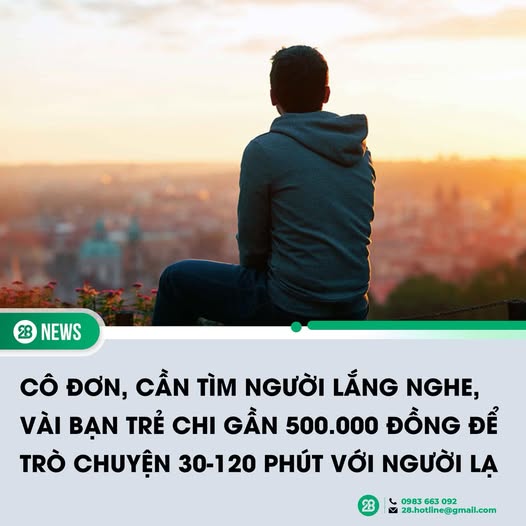 28 NEWS
CÔ ĐƠN, CẦN TÌM NGƯỜI LẮNG NGHE,
VÀI BẠN TRẺ CHI GẦN 500.000 ĐỒNG ĐỂ
TRÒ CHUYỆN 30-120 PHÚT VỚI NGƯỜI LẠ
28
0983 663 092
28.hotline@gmail.com